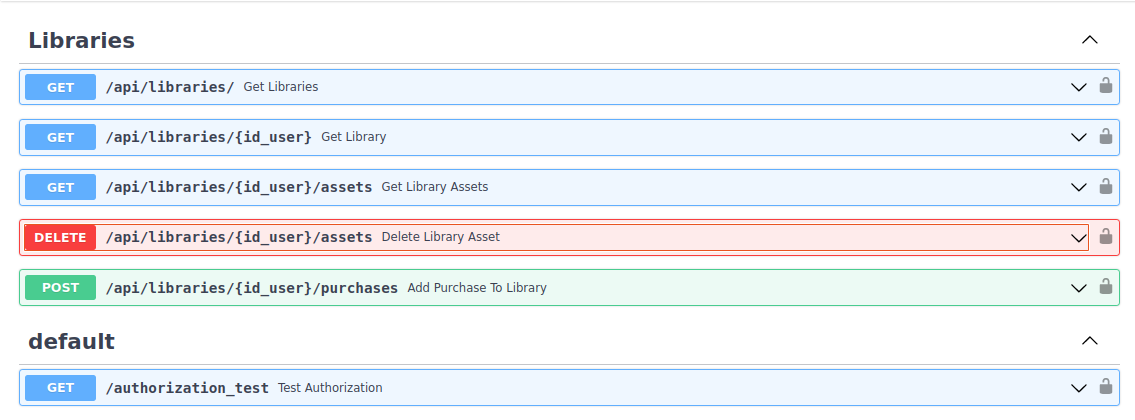 Libraries
GET /api/libraries/ Get Libraries
GET /api/libraries/{id_user} Get Library
GET /api/libraries/{id_user}/assets Get Library Assets
DELETE /api/libraries/{id_user}/assets Delete Library Asset
POST /api/libraries/{id_user}/purchases Add Purchase To Library
default
GET /authorization_test Test Authorization